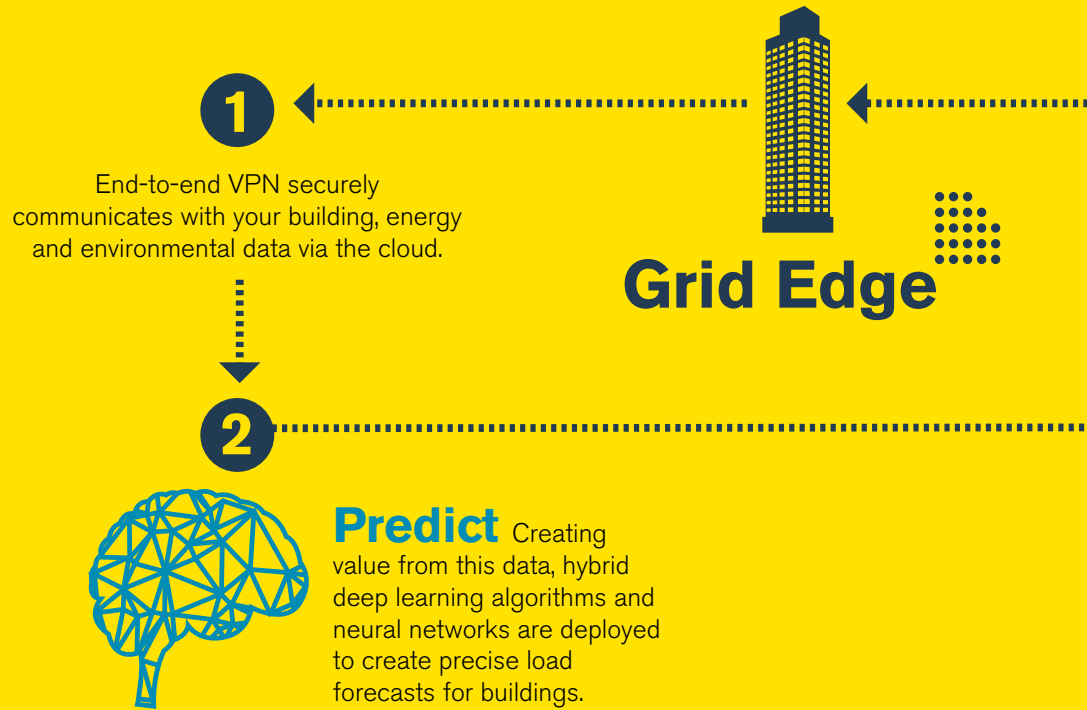 1
End-to-end VPN securely
communicates with your building, energy
and environmental data via the cloud.
Grid Edge
2
Predict Creating
value from this data, hybrid
deep learning algorithms and
neural networks are deployed
to create precise load
forecasts for buildings.